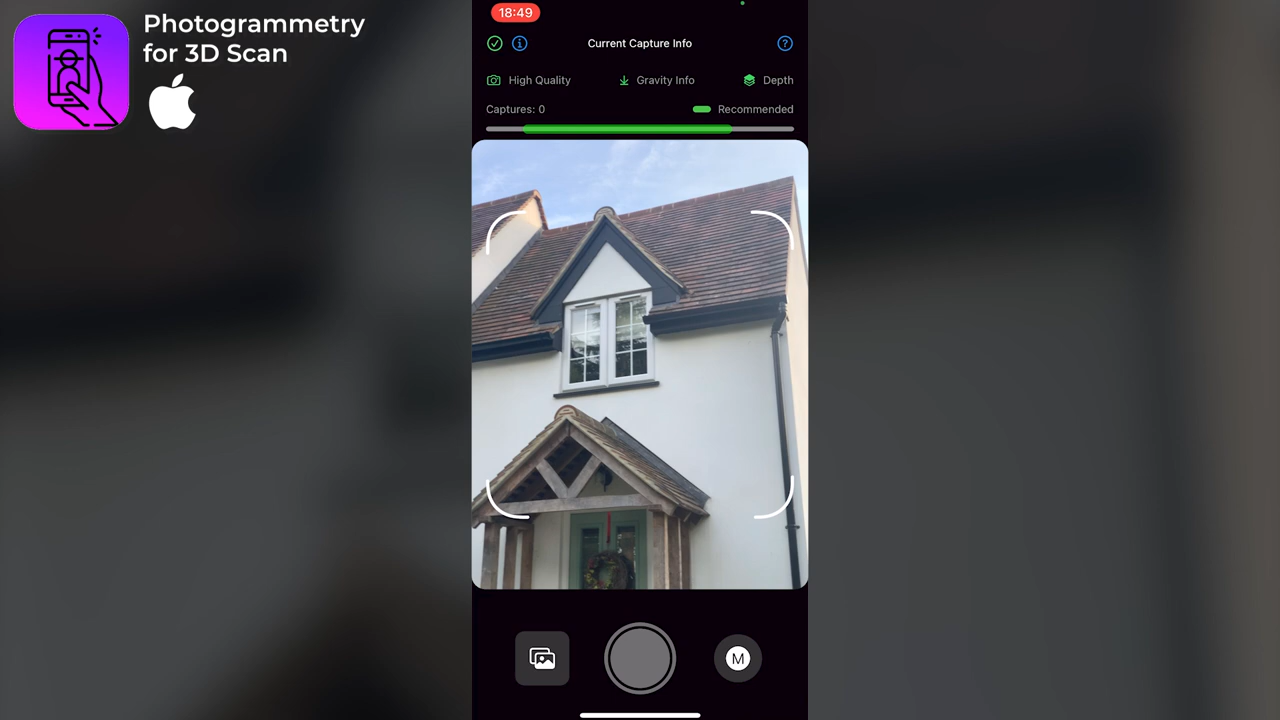 Photogrammetry
for 3D Scan
18:49
Current Capture Info
High Quality
Gravity Info
Depth
Captures: 0
Recommended
M